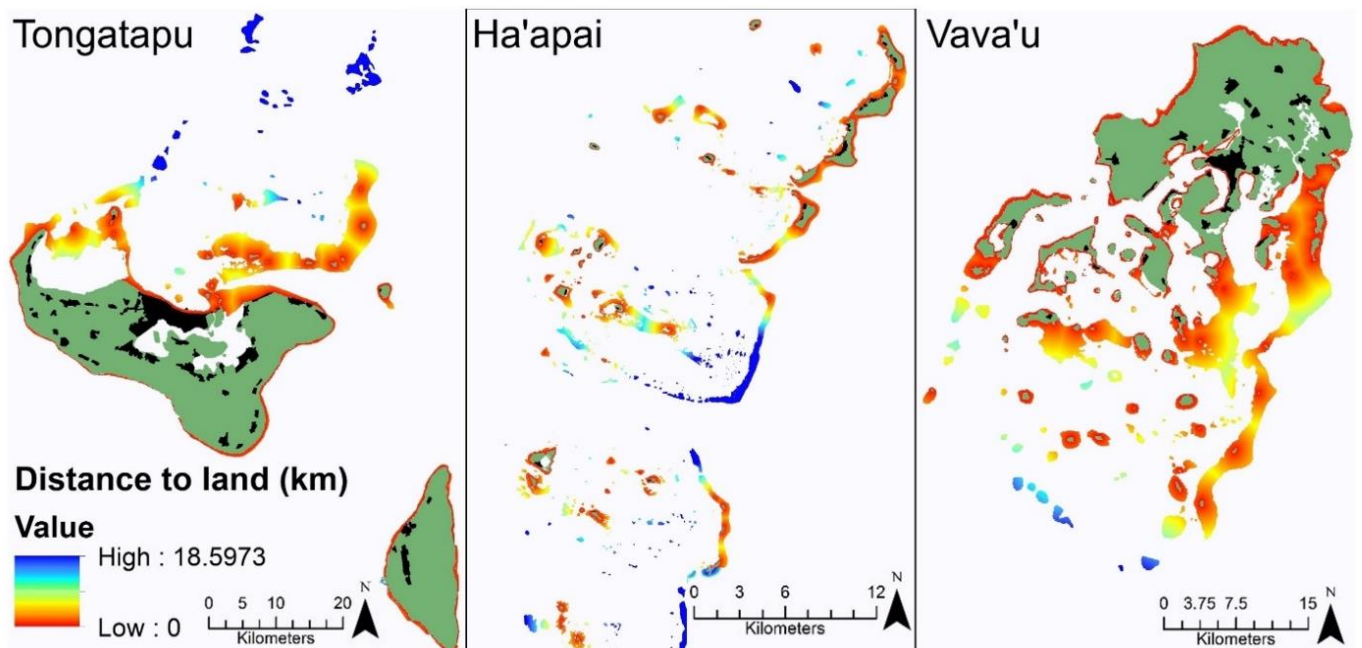 Tongatapu
Distance to land (km)
Value
High : 18.5973
Low : 0
N
0 5 10 20
Kilometers
Ha'apai
N
0 3 6 12
Kilometers
Vava'u
N
0 3.75 7.5 15
Kilometers